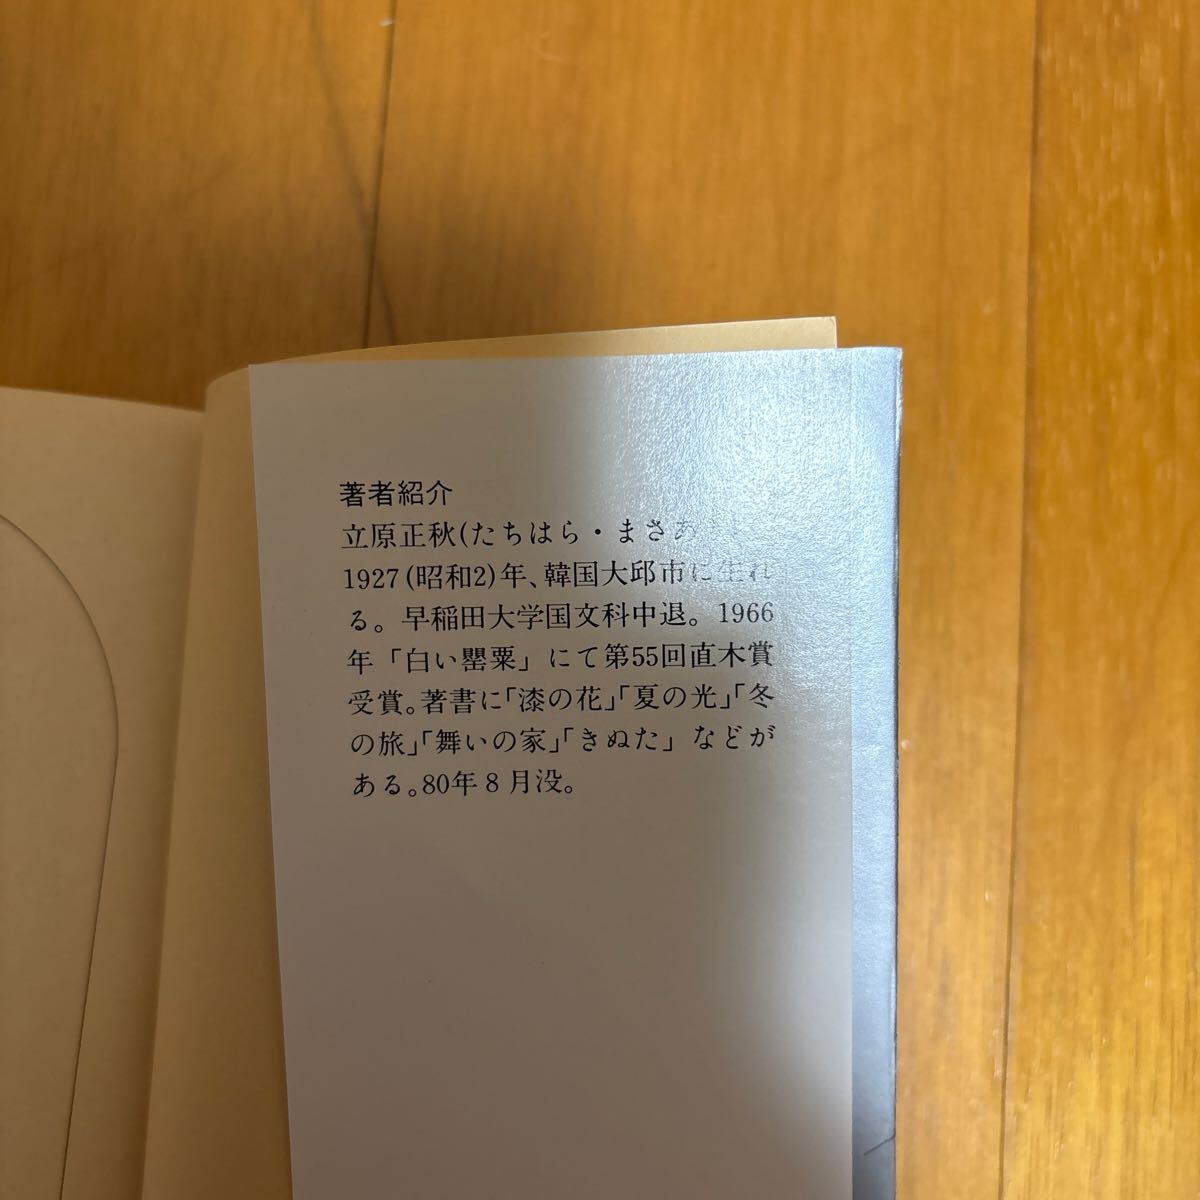 著者紹介
立原正秋(たちはら・まさあ
1927(昭和2)年、韓国大邱市に生れ
る。早稲田大学国文科中退。1966
年「白い罌粟」にて第55回直木賞
受賞。著書に「漆の花」「夏の光」「冬
の旅」「舞いの家」「きぬた」などが
ある。80年8月没。